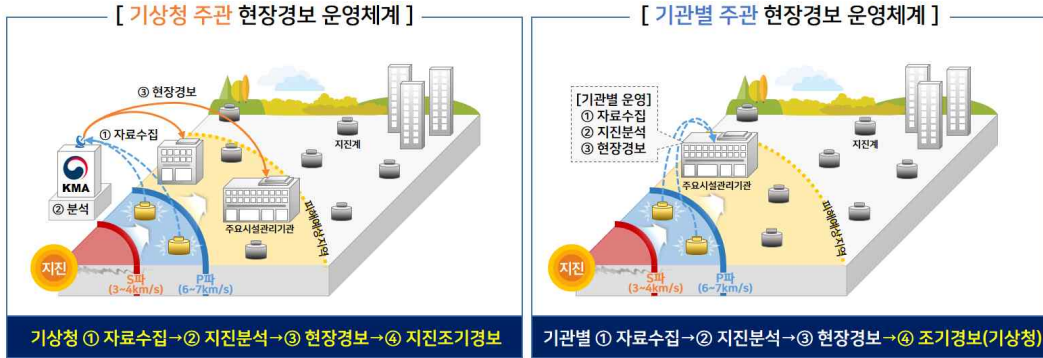 [ 기상청 주관 현장경보 운영체계 ]
③ 현장경보
① 자료수집
KMA
② 분석
지진계
주요시설관리기관
피해예상지역
지진
S파
(3~4km/s)
P파
(6~7km/s)
기상청 ① 자료수집→② 지진분석→③ 현장경보→④ 지진조기경보
[ 기관별 주관 현장경보 운영체계 ]
[기관별 운영]
① 자료수집
② 지진분석
③ 현장경보
지진계
주요시설관리기관
피해예상지역
지진
S파
(3~4km/s)
P파
(6~7km/s)
기관별 ① 자료수집→② 지진분석→③ 현장경보→④ 조기경보(기상청)